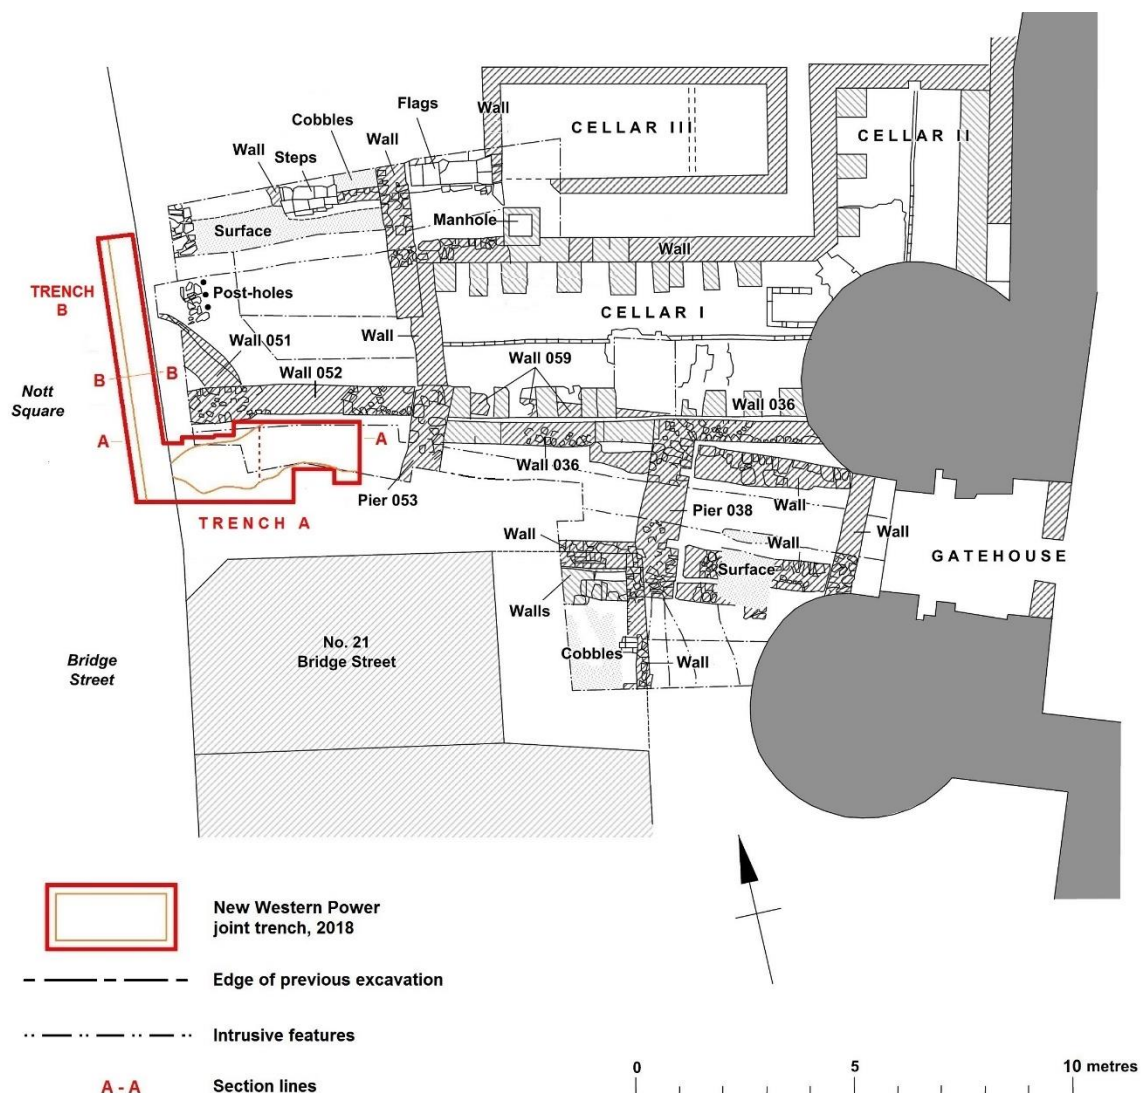 Flags
Wall
Cobbles
Wall
CELLAR III
CELLAR II
Wall
Steps
Manhole
Surface
Wall
TRENCH
B
Post-holes
CELLAR I
Wall
Wall 051
Wall 059
B
B
Wall 052
Nott
Square
Wall 036
A
A
Wall 036
Pier 053
Wall
Pier 038
TRENCH A
Wall
Wall
Wall
GATEHOUSE
Surface
Walls
No. 21
Bridge Street
Cobbles
Wall
Bridge
Street
New Western Power
joint trench, 2018
Edge of previous excavation
Intrusive features
0
5
10 metres
A - A
Section lines